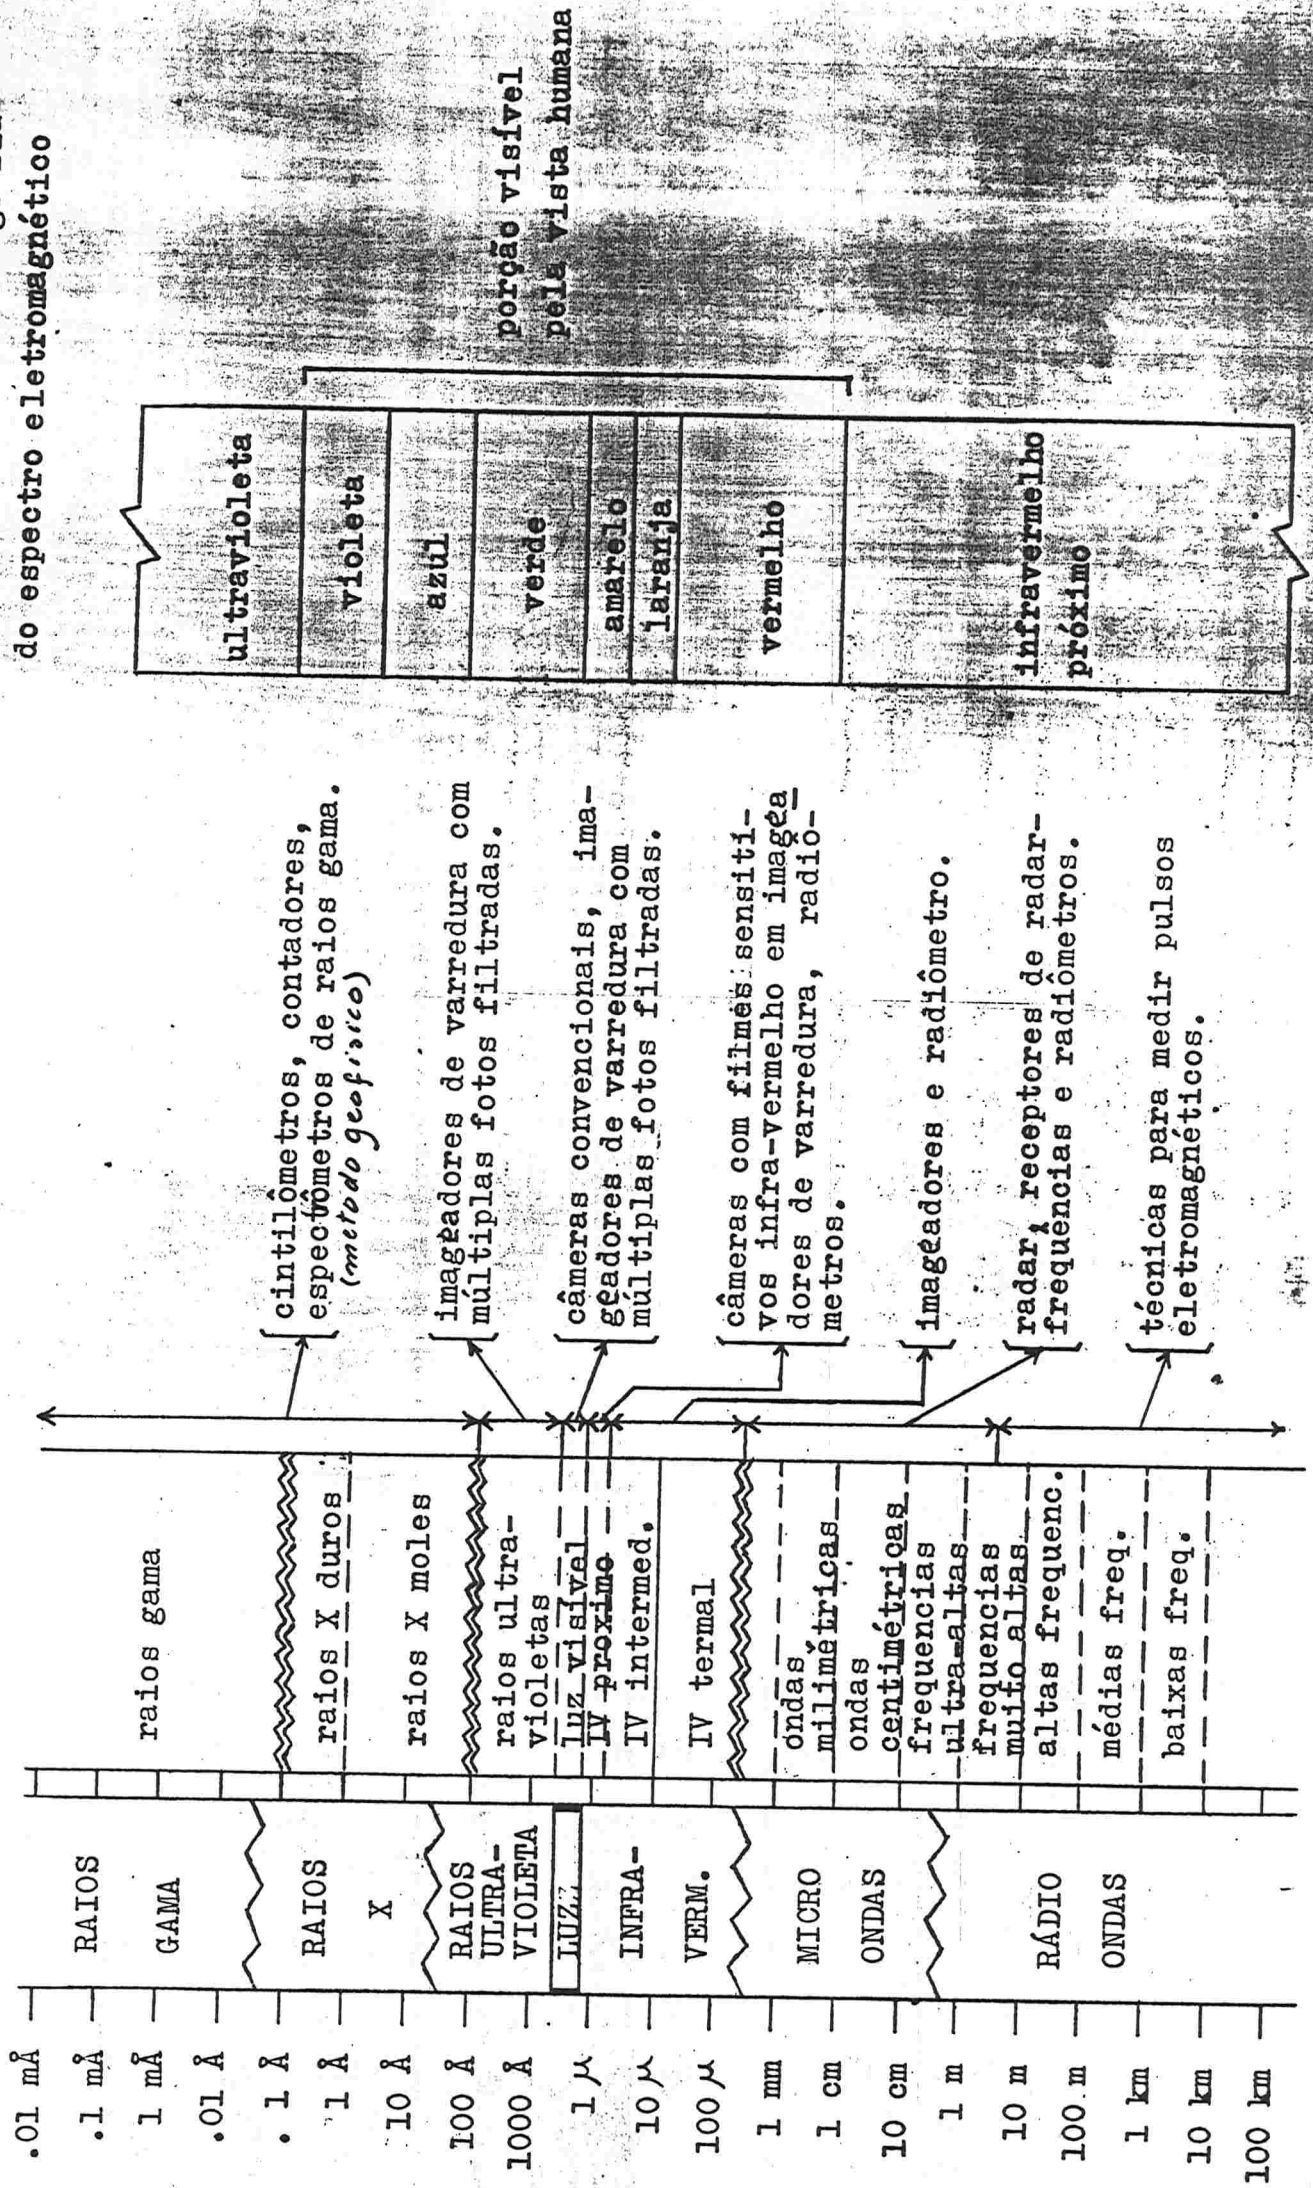 do espectro eletromagnético
porção visível
pela vista humana
ultravioleta
violeta
azúl
verde
amarelo
laranja
vermelho
infravermelho
próximo
cintilômetros, contadores,
espectômetros de raios gama.
(metodo geofisico)
imageadores de varredura com
múltiplas fotos filtradas.
câmeras convencionais, ima-
geadores de varredura com
múltiplas fotos filtradas.
câmeras com filmes sensiti-
vos infra-vermelho em imagea
dores de varredura, radiô-
metros.
imageadores e radiômetro.
radar, receptores de radar-
frequencias e radiômetros.
técnicas para medir pulsos
eletromagnéticos.
raios gama
raios X duros
raios X moles
raios ultra-
violetas
luz visível
IV proximo
IV intermed.
IV termal
ondas
milimétricas
ondas
centimétricas
frequencias
ultra-altas
frequencias
muito altas
altas frequenc.
médias freq.
baixas freq.
RAIOS
GAMA
RAIOS
X
RAIOS
ULTRA-
VIOLETA
LUZ
INFRA-
VERM.
MICRO
ONDAS
RÁDIO
ONDAS
.01 mÅ
.1 mÅ
1 mÅ
.01 Å
.1 Å
1 Å
10 Å
100 Å
1000 Å
1 μ
10 μ
100 μ
1 mm
1 cm
10 cm
1 m
10 m
100 m
1 km
10 km
100 km